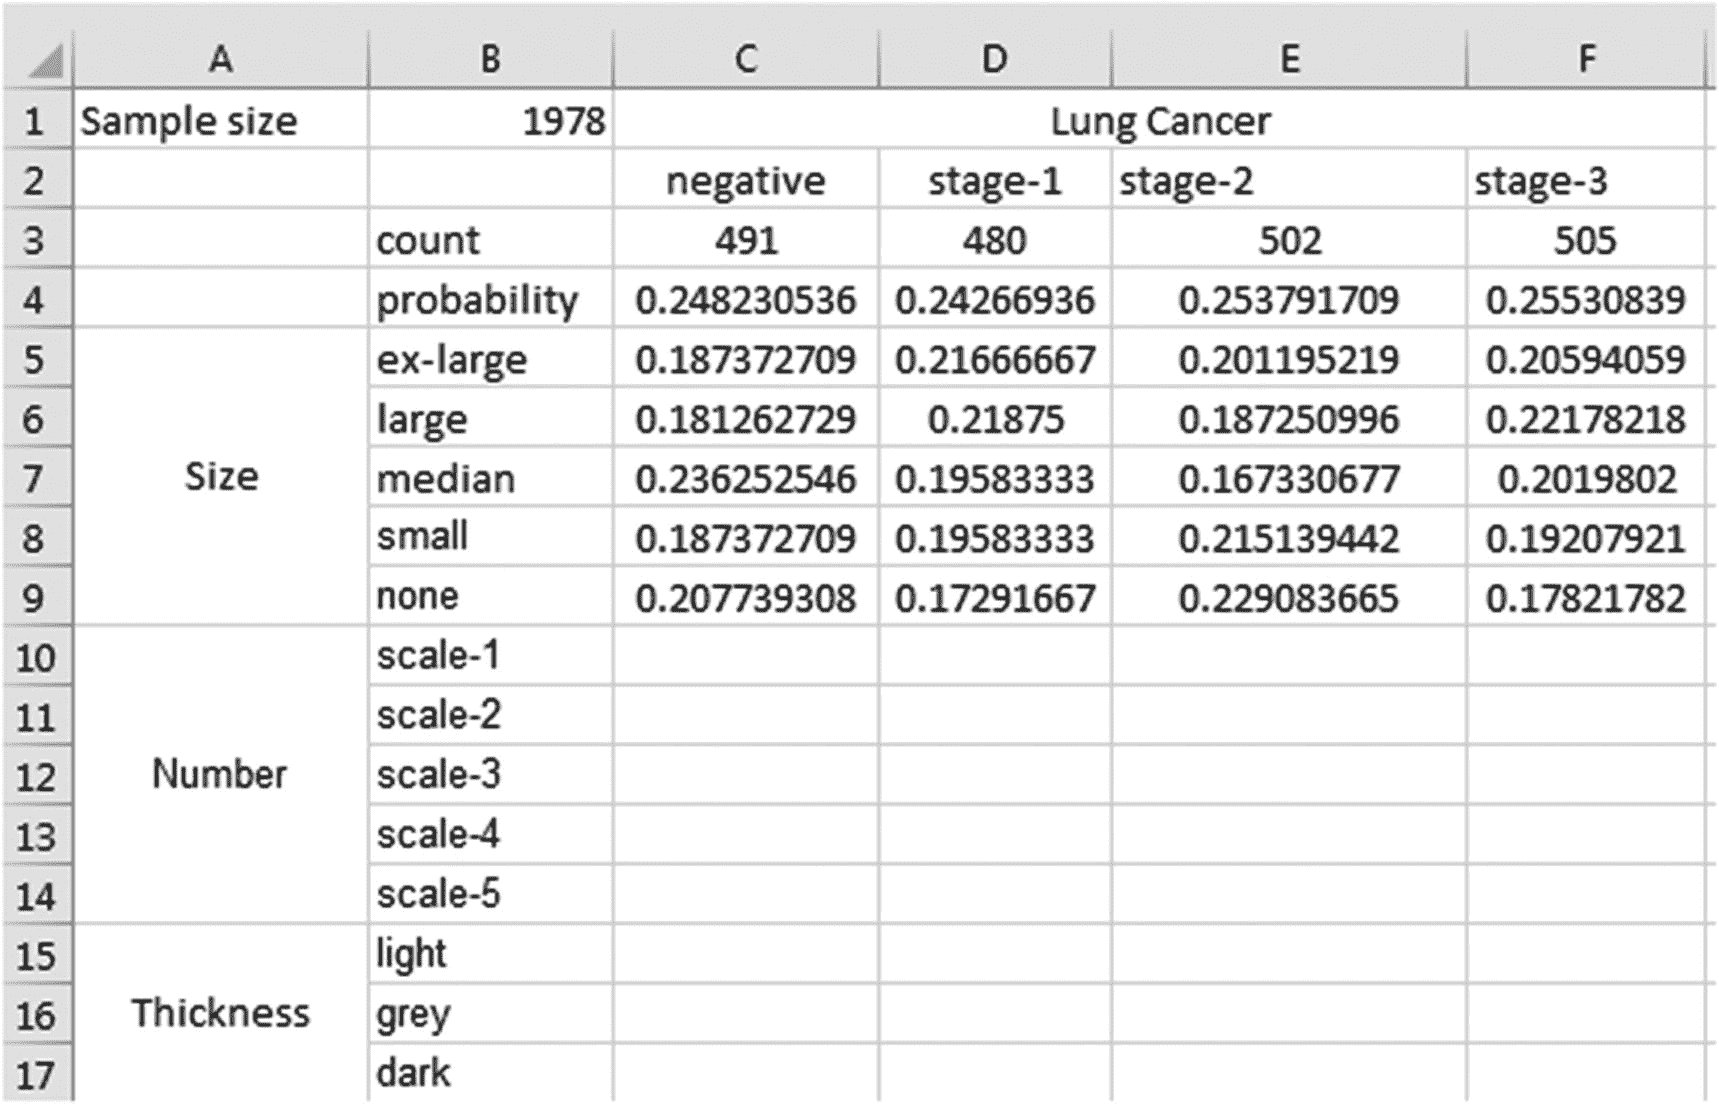 A B C D E F
1 Sample size 1978 Lung Cancer
2 negative stage-1 stage-2 stage-3
3 count 491 480 502 505
4 probability 0.248230536 0.24266936 0.253791709 0.25530839
5 ex-large 0.187372709 0.21666667 0.201195219 0.20594059
6 large 0.181262729 0.21875 0.187250996 0.22178218
7 Size median 0.236252546 0.19583333 0.167330677 0.2019802
8 small 0.187372709 0.19583333 0.215139442 0.19207921
9 none 0.207739308 0.17291667 0.229083665 0.17821782
10 scale-1
11 scale-2
12 Number scale-3
13 scale-4
14 scale-5
15 light
16 Thickness grey
17 dark